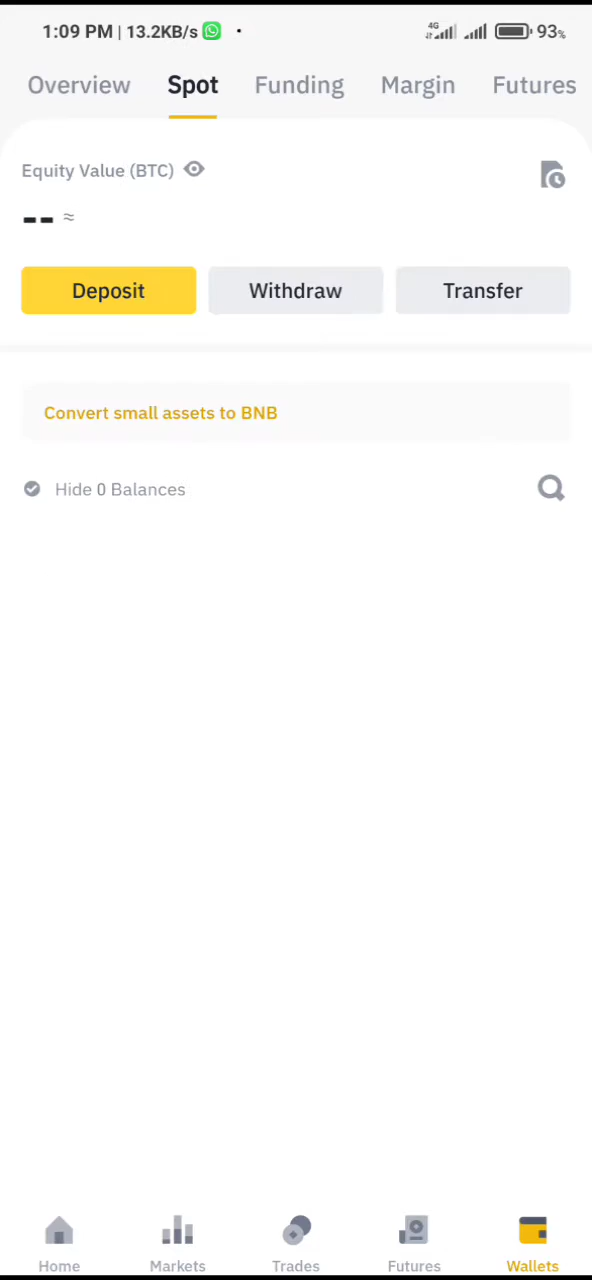 1:09 PM | 13.2KB/s 4G 93%
Overview Spot Funding Margin Futures
Equity Value (BTC)
-- ≈
Deposit Withdraw Transfer
Convert small assets to BNB
Hide 0 Balances
Home Markets Trades Futures Wallets